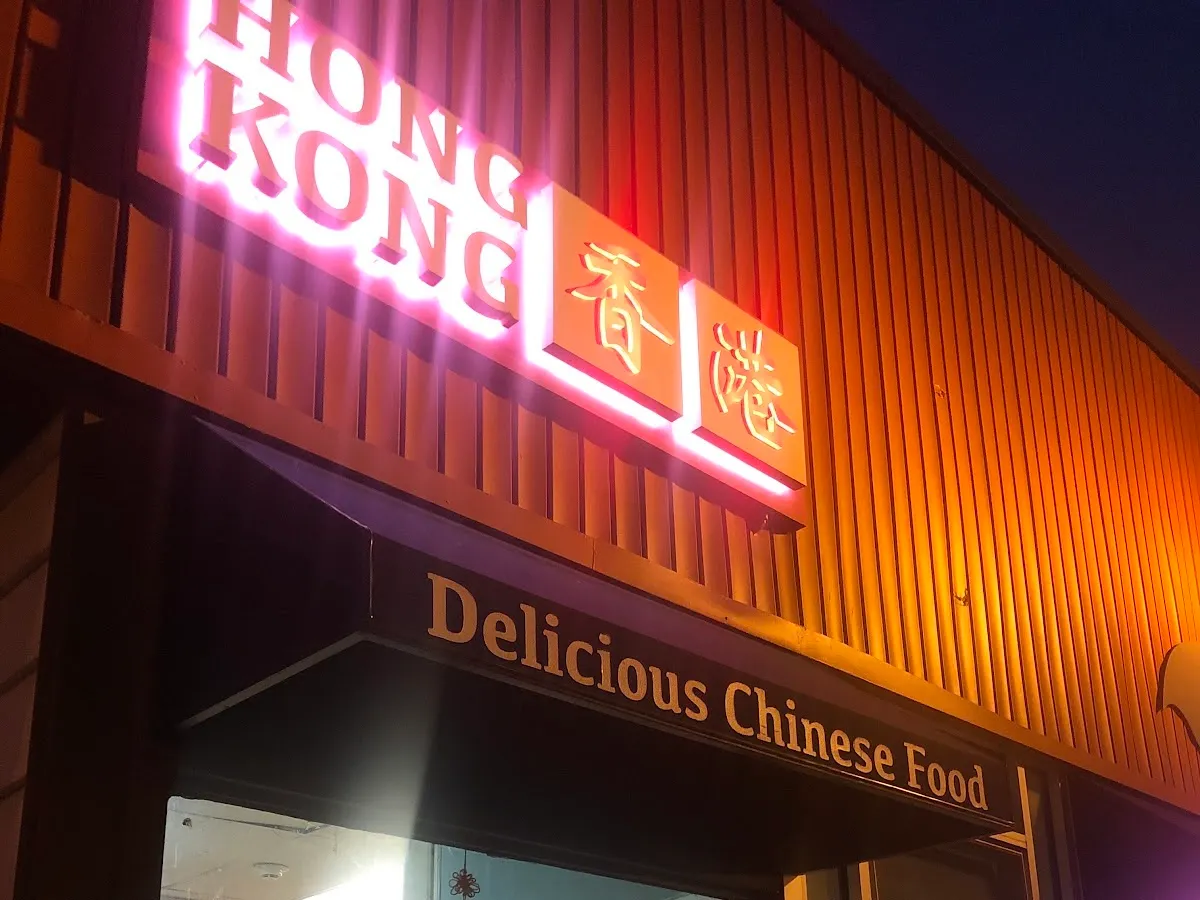 HONG
KONG
香港
Delicious Chinese Food